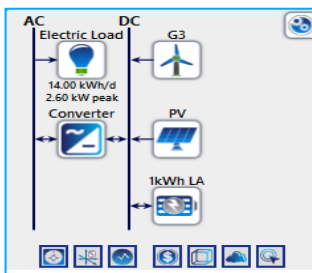 AC DC
Electric Load G3
14.00 kWh/d
2.60 kW peak
Converter PV
1kWh LA